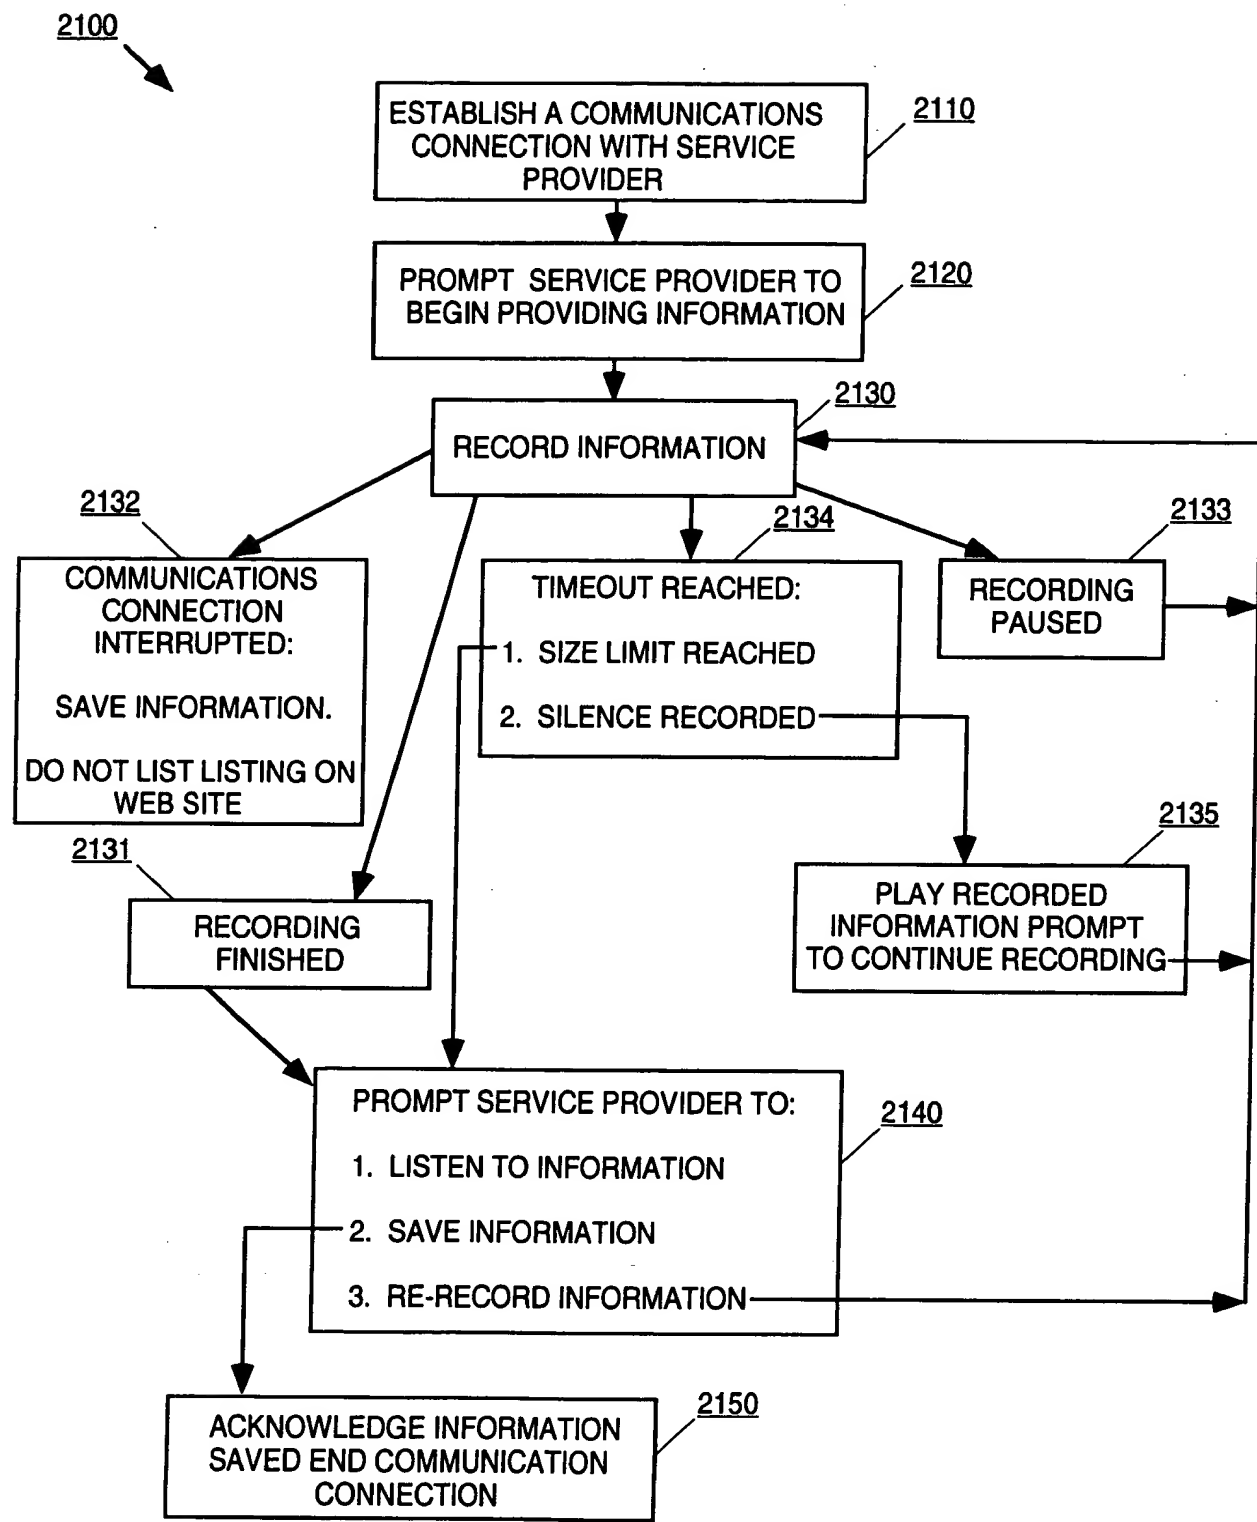 2100
ESTABLISH A COMMUNICATIONS
CONNECTION WITH SERVICE
PROVIDER
2110
PROMPT SERVICE PROVIDER TO
BEGIN PROVIDING INFORMATION
2120
RECORD INFORMATION
2130
2132
COMMUNICATIONS
CONNECTION
INTERRUPTED:
SAVE INFORMATION.
DO NOT LIST LISTING ON
WEB SITE
2134
TIMEOUT REACHED:
1. SIZE LIMIT REACHED
2. SILENCE RECORDED
2133
RECORDING
PAUSED
2131
RECORDING
FINISHED
2135
PLAY RECORDED
INFORMATION PROMPT
TO CONTINUE RECORDING
PROMPT SERVICE PROVIDER TO:
1. LISTEN TO INFORMATION
2. SAVE INFORMATION
3. RE-RECORD INFORMATION
2140
ACKNOWLEDGE INFORMATION
SAVED END COMMUNICATION
CONNECTION
2150